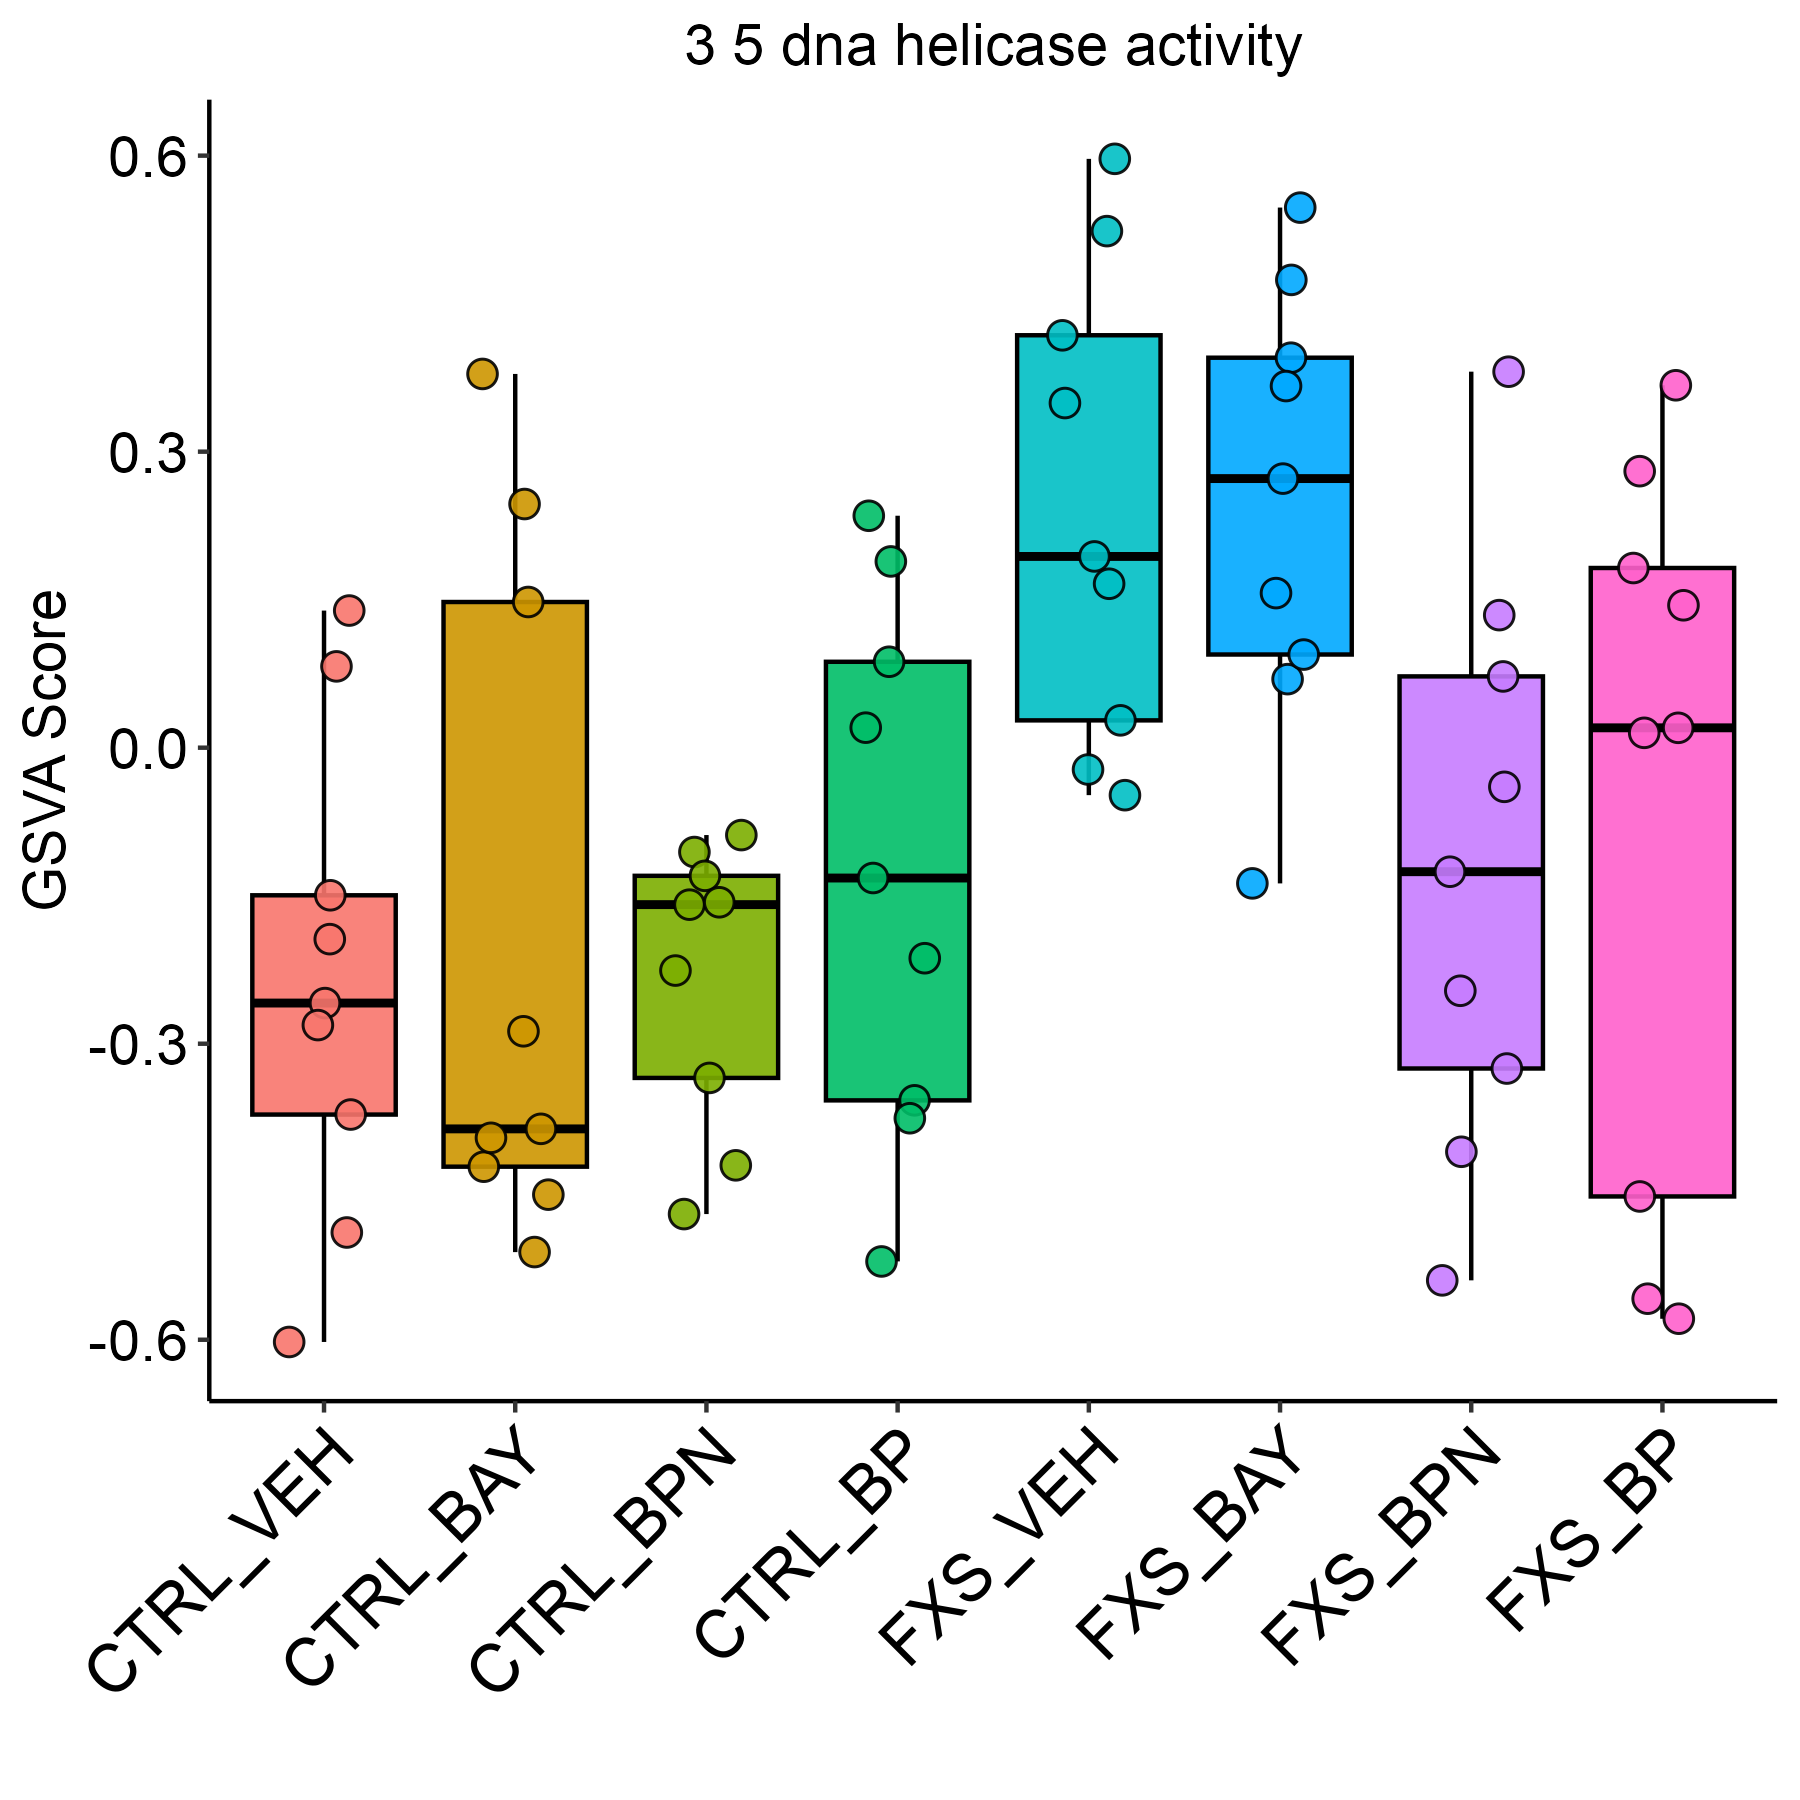 3 5 dna helicase activity
GSVA Score
0.6
0.3
0.0
-0.3
-0.6
CTRL_VEH
CTRL_BAY
CTRL_BPN
CTRL_BP
FXS_VEH
FXS_BAY
FXS_BPN
FXS_BP